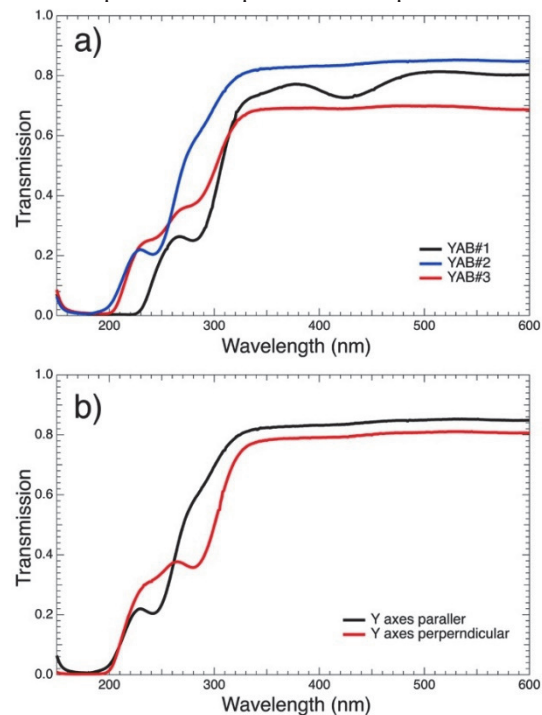 1.0
a)
0.8
0.6
0.4
0.2
0.0
Transmission
YAB#1
YAB#2
YAB#3
200 300 400 500 600
Wavelength (nm)
1.0
b)
0.8
0.6
0.4
0.2
0.0
Transmission
Y axes paraller
Y axes perperndicular
200 300 400 500 600
Wavelength (nm)